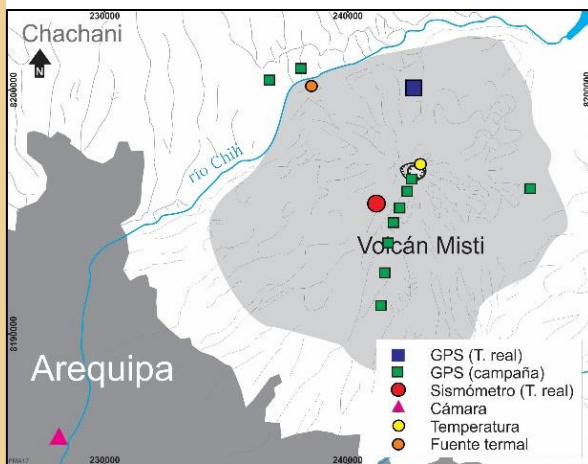 230000
240000
Chachani
N
8200000
río Chili
Volcán Misti
8190000
Arequipa
GPS (T. real)
GPS (campaña)
Sismómetro (T. real)
Cámara
Temperatura
Fuente termal
230000
240000